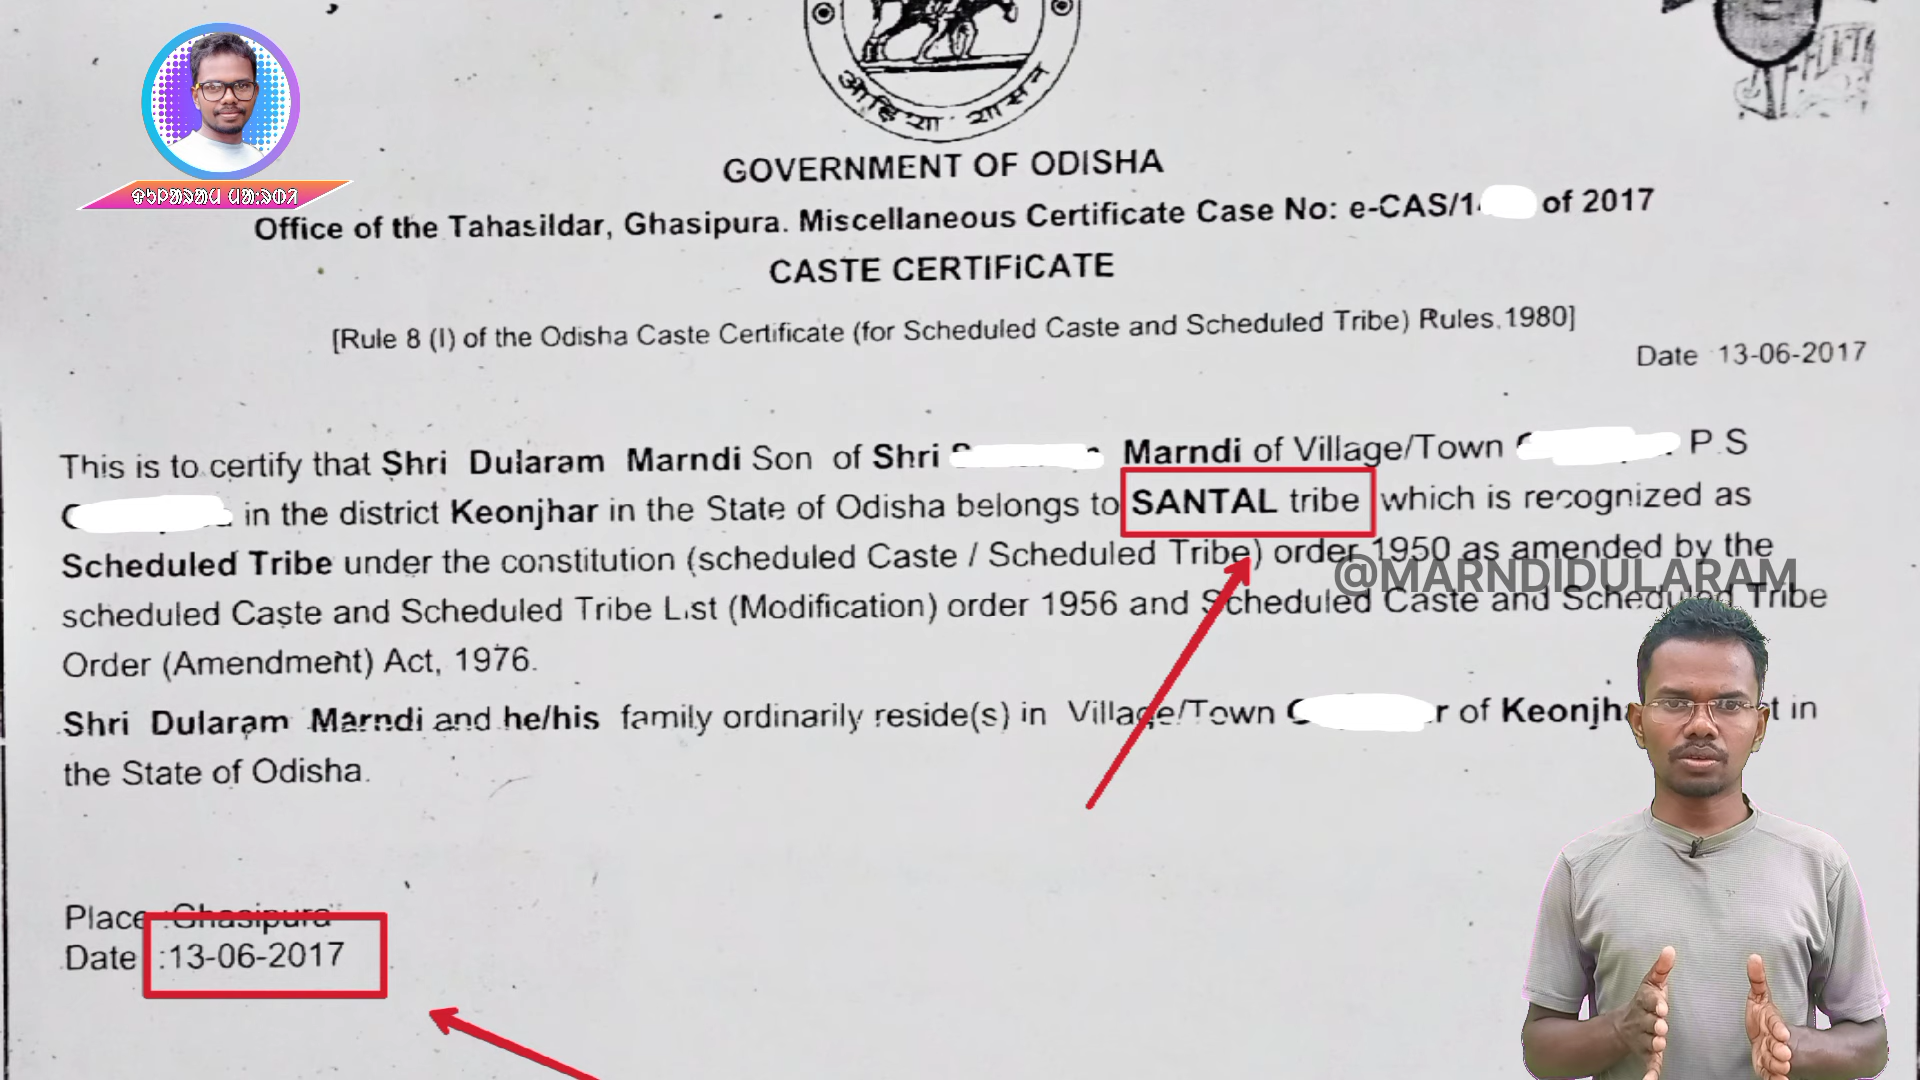 GOVERNMENT OF ODISHA
Office of the Tahasildar, Ghasipura. Miscellaneous Certificate Case No: e-CAS/1 of 2017
CASTE CERTIFiCATE
[Rule 8 (I) of the Odisha Caste Certificate (for Scheduled Caste and Scheduled Tribe) Rules,1980]
Date 13-06-2017
This is to certify that Shri Dularam Marndi Son of Shri Marndi of Village/Town P.S
in the district Keonjhar in the State of Odisha belongs to SANTAL tribe which is recognized as
Scheduled Tribe under the constitution (scheduled Caste / Scheduled Tribe) order 1950 as amended by the
@MARNDIDULARAM
scheduled Caste and Scheduled Tribe List (Modification) order 1956 and Scheduled Caste and Scheduled Tribe
Order (Amendment) Act, 1976.
Shri Dularam Marndi and he/his family ordinarily reside(s) in Village/Town of in
the State of Odisha.
Place :Ghasipura
Date :13-06-2017